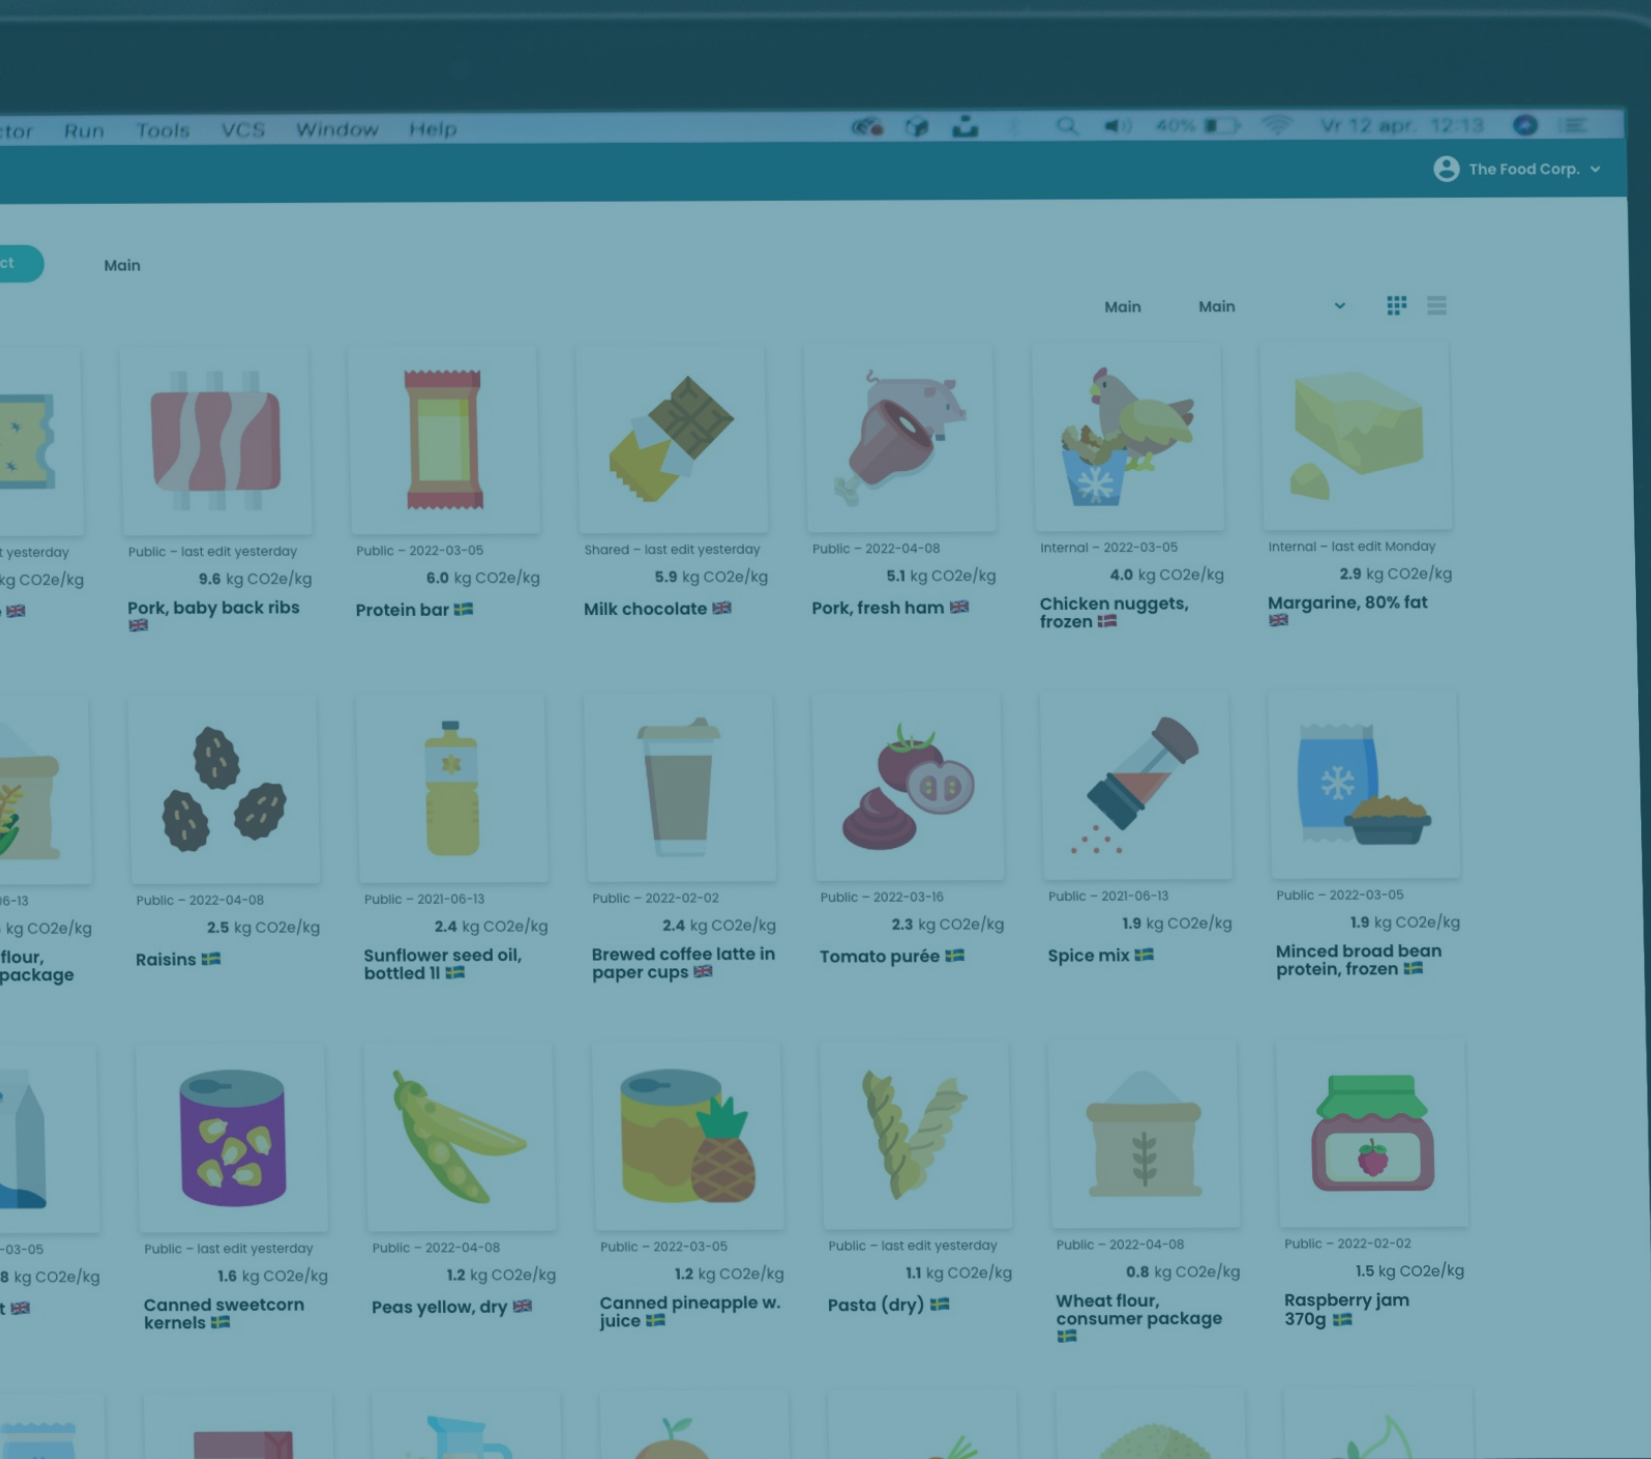 Run Tools VCS Window Help 40% Vr 12 apr. 12:13
The Food Corp.
Main
Main Main
yesterday
Public – last edit yesterday
Public – 2022-03-05
Shared – last edit yesterday
Public – 2022-04-08
Internal – 2022-03-05
Internal – last edit Monday
kg CO2e/kg
9.6 kg CO2e/kg
6.0 kg CO2e/kg
5.9 kg CO2e/kg
5.1 kg CO2e/kg
4.0 kg CO2e/kg
2.9 kg CO2e/kg
Pork, baby back ribs
Protein bar
Milk chocolate
Pork, fresh ham
Chicken nuggets,
frozen
Margarine, 80% fat
06-13
Public – 2022-04-08
Public – 2021-06-13
Public – 2022-02-02
Public – 2022-03-16
Public – 2021-06-13
Public – 2022-03-05
kg CO2e/kg
2.5 kg CO2e/kg
2.4 kg CO2e/kg
2.4 kg CO2e/kg
2.3 kg CO2e/kg
1.9 kg CO2e/kg
1.9 kg CO2e/kg
flour,
package
Raisins
Sunflower seed oil,
bottled 1l
Brewed coffee latte in
paper cups
Tomato purée
Spice mix
Minced broad bean
protein, frozen
-03-05
Public – last edit yesterday
Public – 2022-04-08
Public – 2022-03-05
Public – last edit yesterday
Public – 2022-04-08
Public – 2022-02-02
8 kg CO2e/kg
1.6 kg CO2e/kg
1.2 kg CO2e/kg
1.2 kg CO2e/kg
1.1 kg CO2e/kg
0.8 kg CO2e/kg
1.5 kg CO2e/kg
Canned sweetcorn
kernels
Peas yellow, dry
Canned pineapple w.
juice
Pasta (dry)
Wheat flour,
consumer package
Raspberry jam
370g